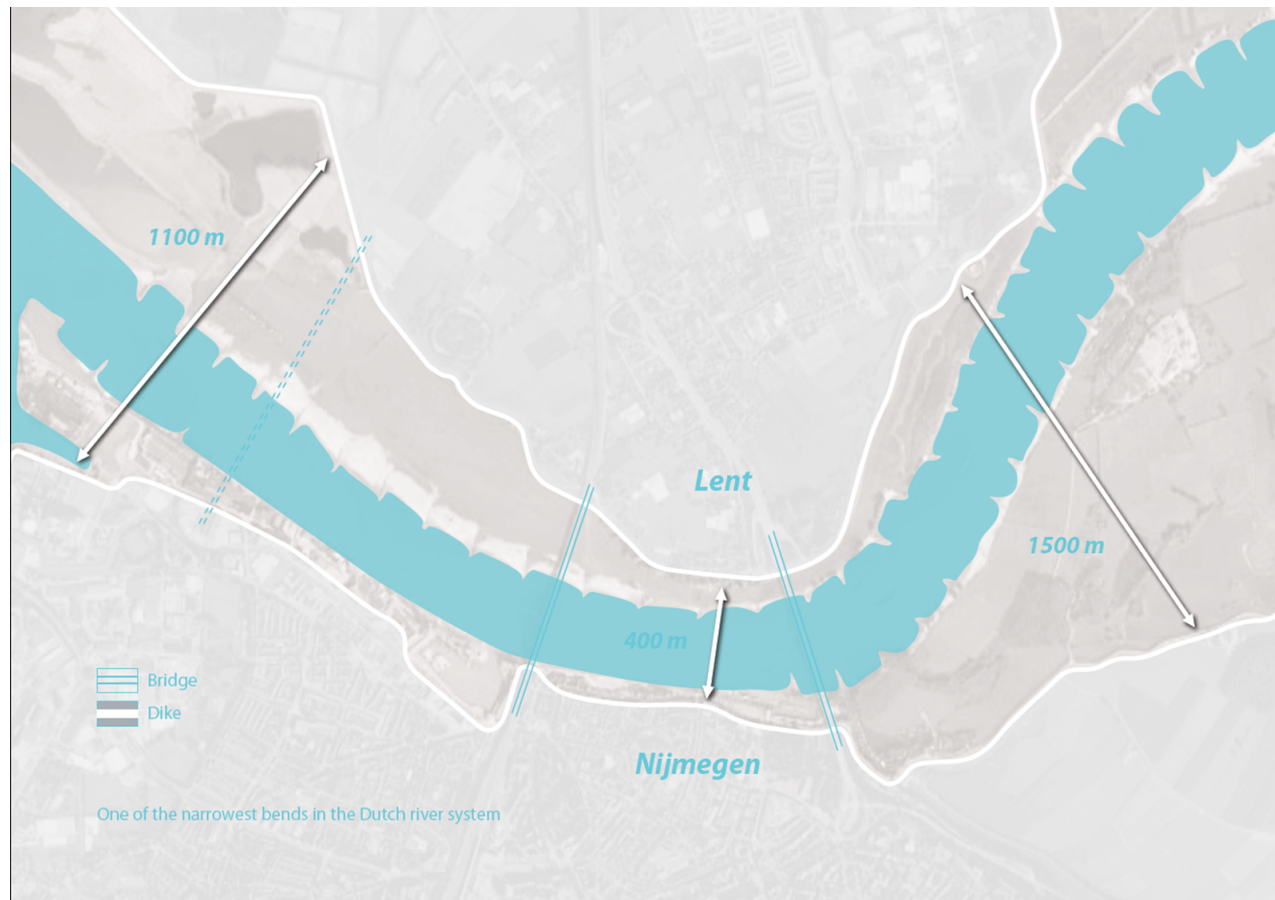 1100 m
Lent
1500 m
400 m
Bridge
Dike
Nijmegen
One of the narrowest bends in the Dutch river system